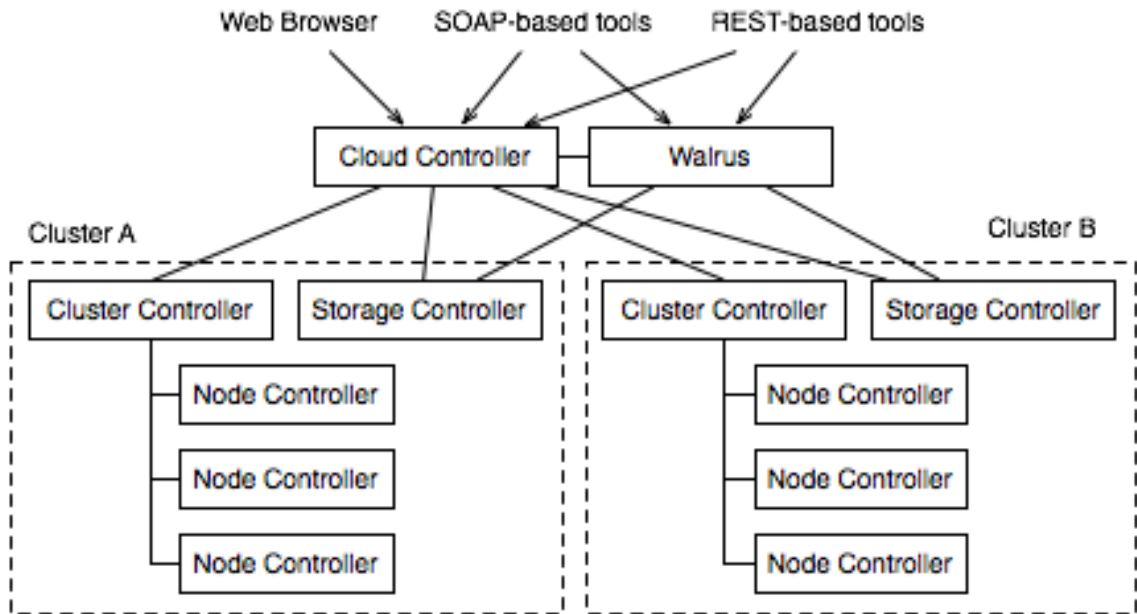 Web Browser
SOAP-based tools
REST-based tools
Cloud Controller
Walrus
Cluster A
Cluster B
Cluster Controller
Storage Controller
Cluster Controller
Storage Controller
Node Controller
Node Controller
Node Controller
Node Controller
Node Controller
Node Controller